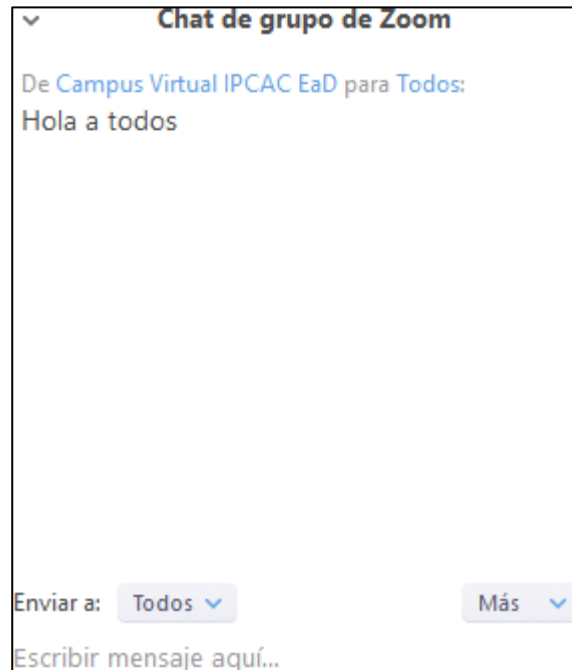 Chat de grupo de Zoom
De Campus Virtual IPCAC EaD para Todos:
Hola a todos
Enviar a: Todos Más
Escribir mensaje aquí...